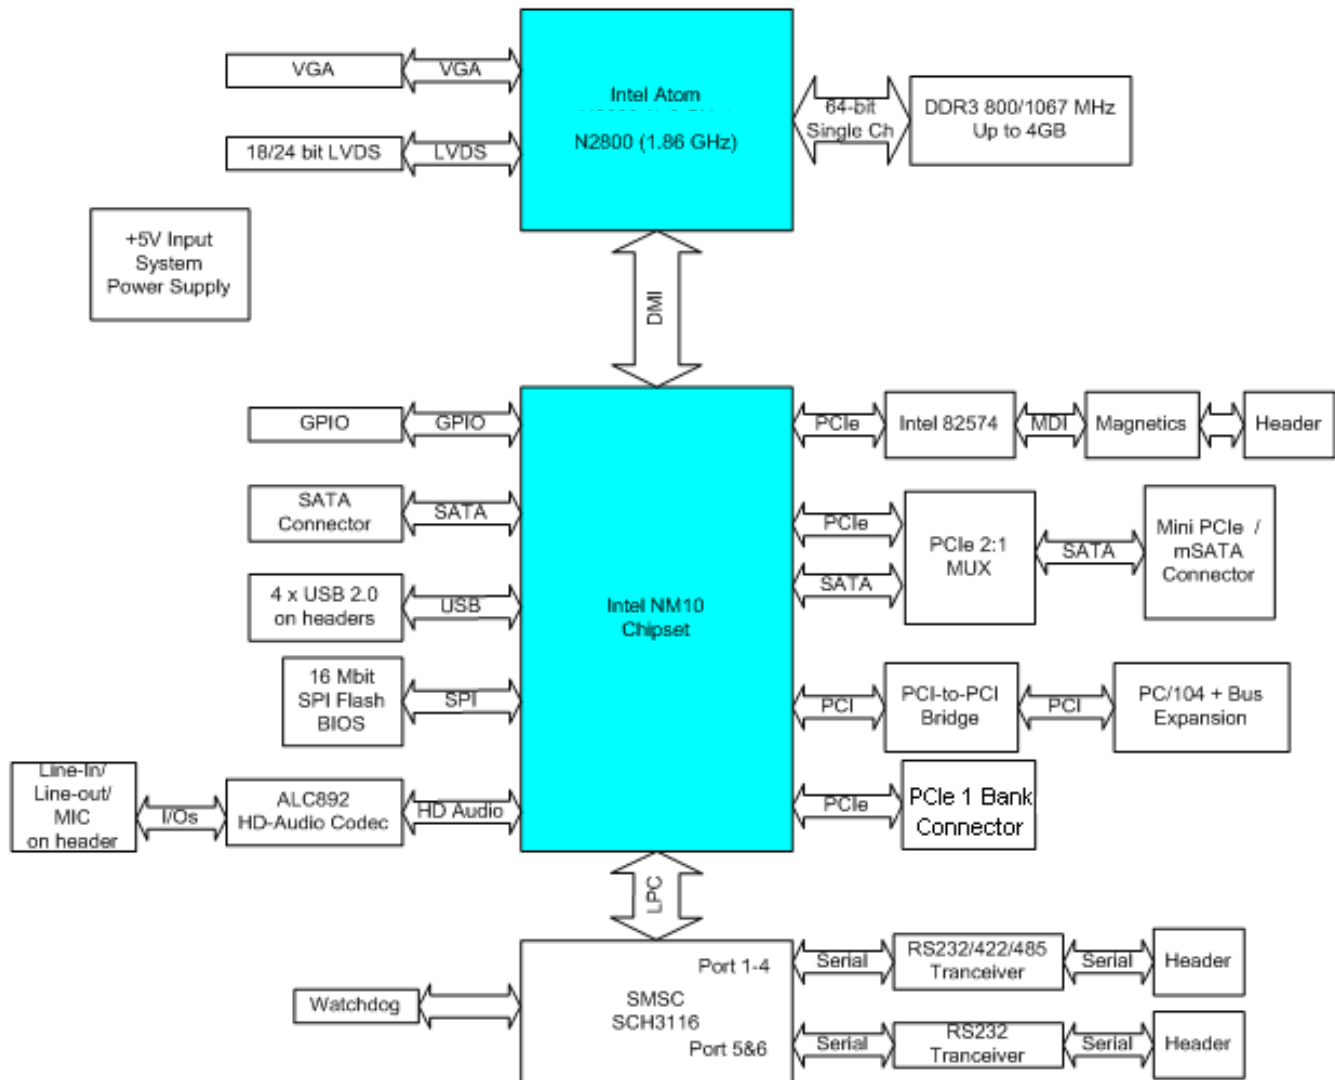 VGA
VGA
Intel Atom
N2800 (1.86 GHz)
64-bit
Single Ch
DDR3 800/1067 MHz
Up to 4GB
18/24 bit LVDS
LVDS
+5V Input
System
Power Supply
DMI
GPIO
GPIO
PCIe
Intel 82574
MDI
Magnetics
Header
SATA
Connector
SATA
PCIe
SATA
PCIe 2:1
MUX
SATA
Mini PCIe /
mSATA
Connector
4 x USB 2.0
on headers
USB
Intel NM10
Chipset
16 Mbit
SPI Flash
BIOS
SPI
PCI
PCI-to-PCI
Bridge
PCI
PC/104 + Bus
Expansion
Line-In/
Line-out/
MIC
on header
I/Os
ALC892
HD-Audio Codec
HD Audio
PCIe
PCIe 1 Bank
Connector
LPC
Port 1-4
Serial
RS232/422/485
Tranceiver
Serial
Header
Watchdog
SMSC
SCH3116
Port 5&6
Serial
RS232
Tranceiver
Serial
Header